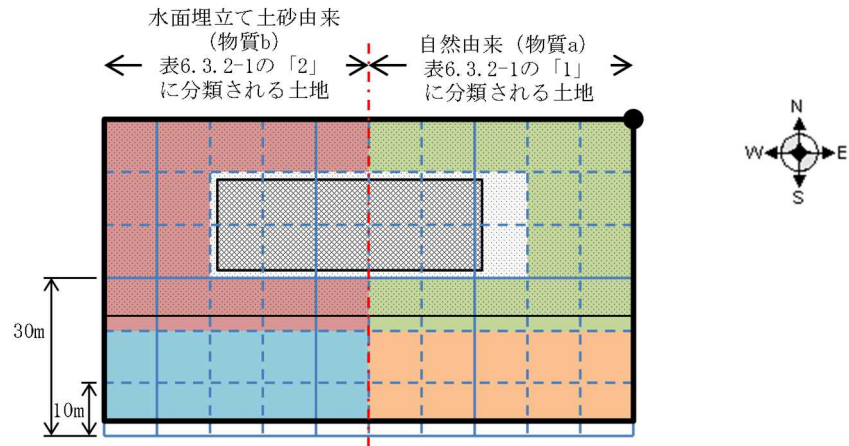 水面埋立て土砂由来
(物質b)
表6.3.2-1の「2」
に分類される土地
自然由来（物質a）
表6.3.2-1の「1」
に分類される土地
N
W
E
S
30m
10m